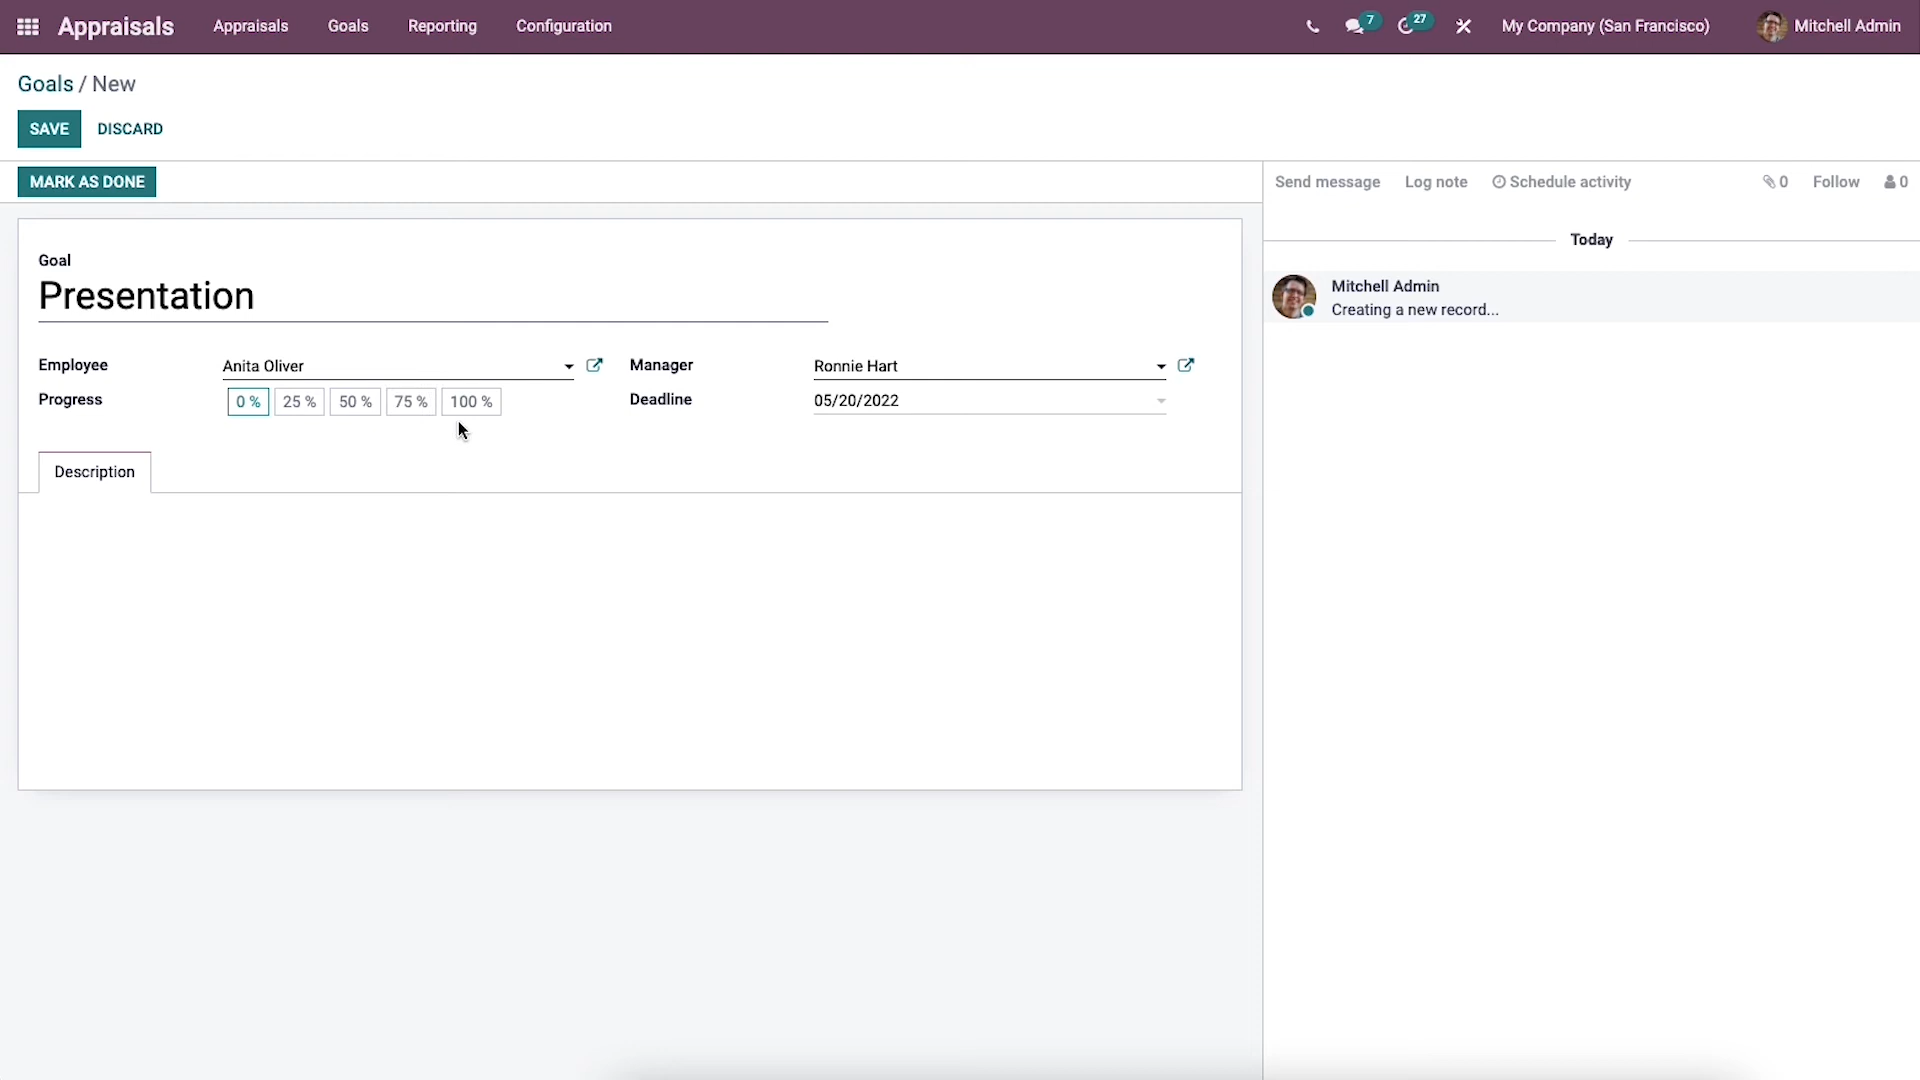 Appraisals Appraisals Goals Reporting Configuration 7 27 My Company (San Francisco) Mitchell Admin
Goals / New
SAVE DISCARD
MARK AS DONE Send message Log note Schedule activity 0 Follow 0
Today
Goal
Presentation
Mitchell Admin
Creating a new record...
Employee Anita Oliver Manager Ronnie Hart
Progress 0 % 25 % 50 % 75 % 100 % Deadline 05/20/2022
Description